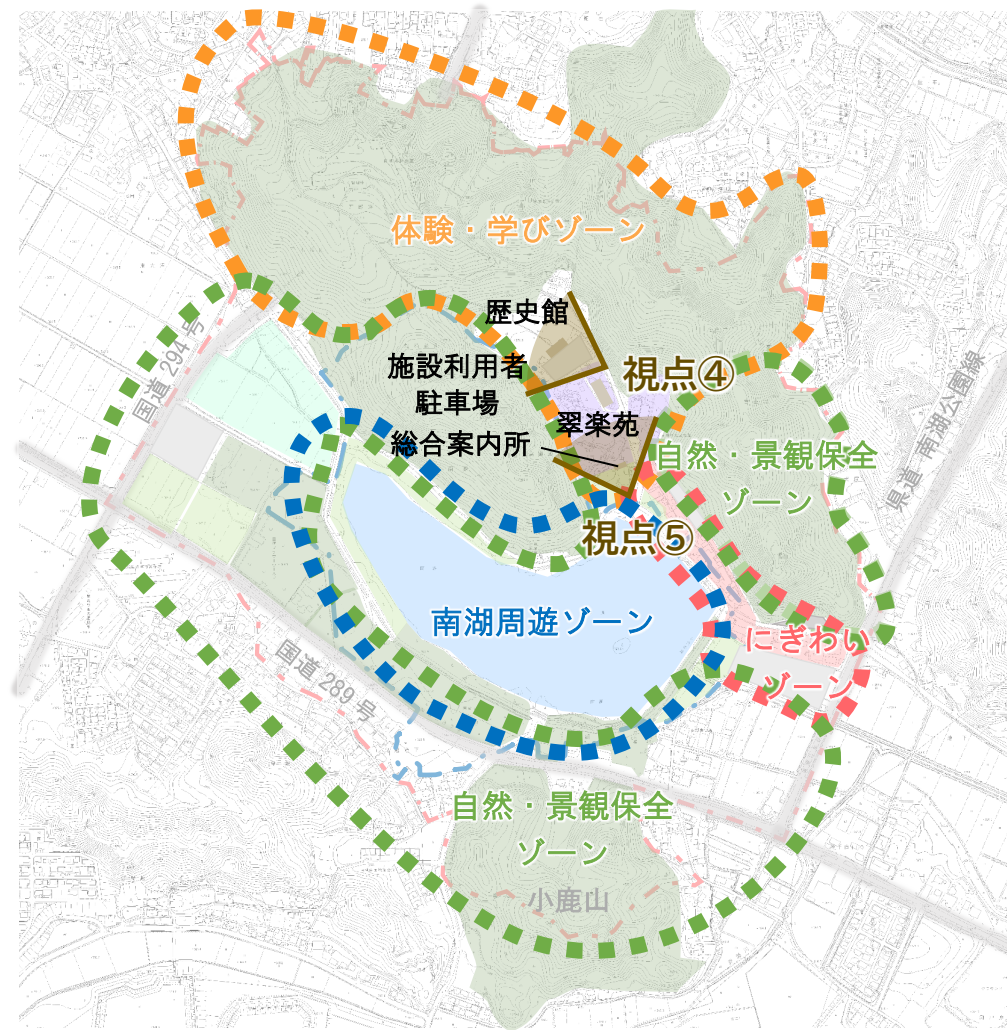 体験・学びゾーン
歴史館
施設利用者
駐車場
視点④
翠楽苑
総合案内所
自然・景観保全
ゾーン
国道 294 号
県道 南湖公園線
視点⑤
南湖周遊ゾーン
にぎわい
ゾーン
国道 289 号
自然・景観保全
ゾーン
小鹿山